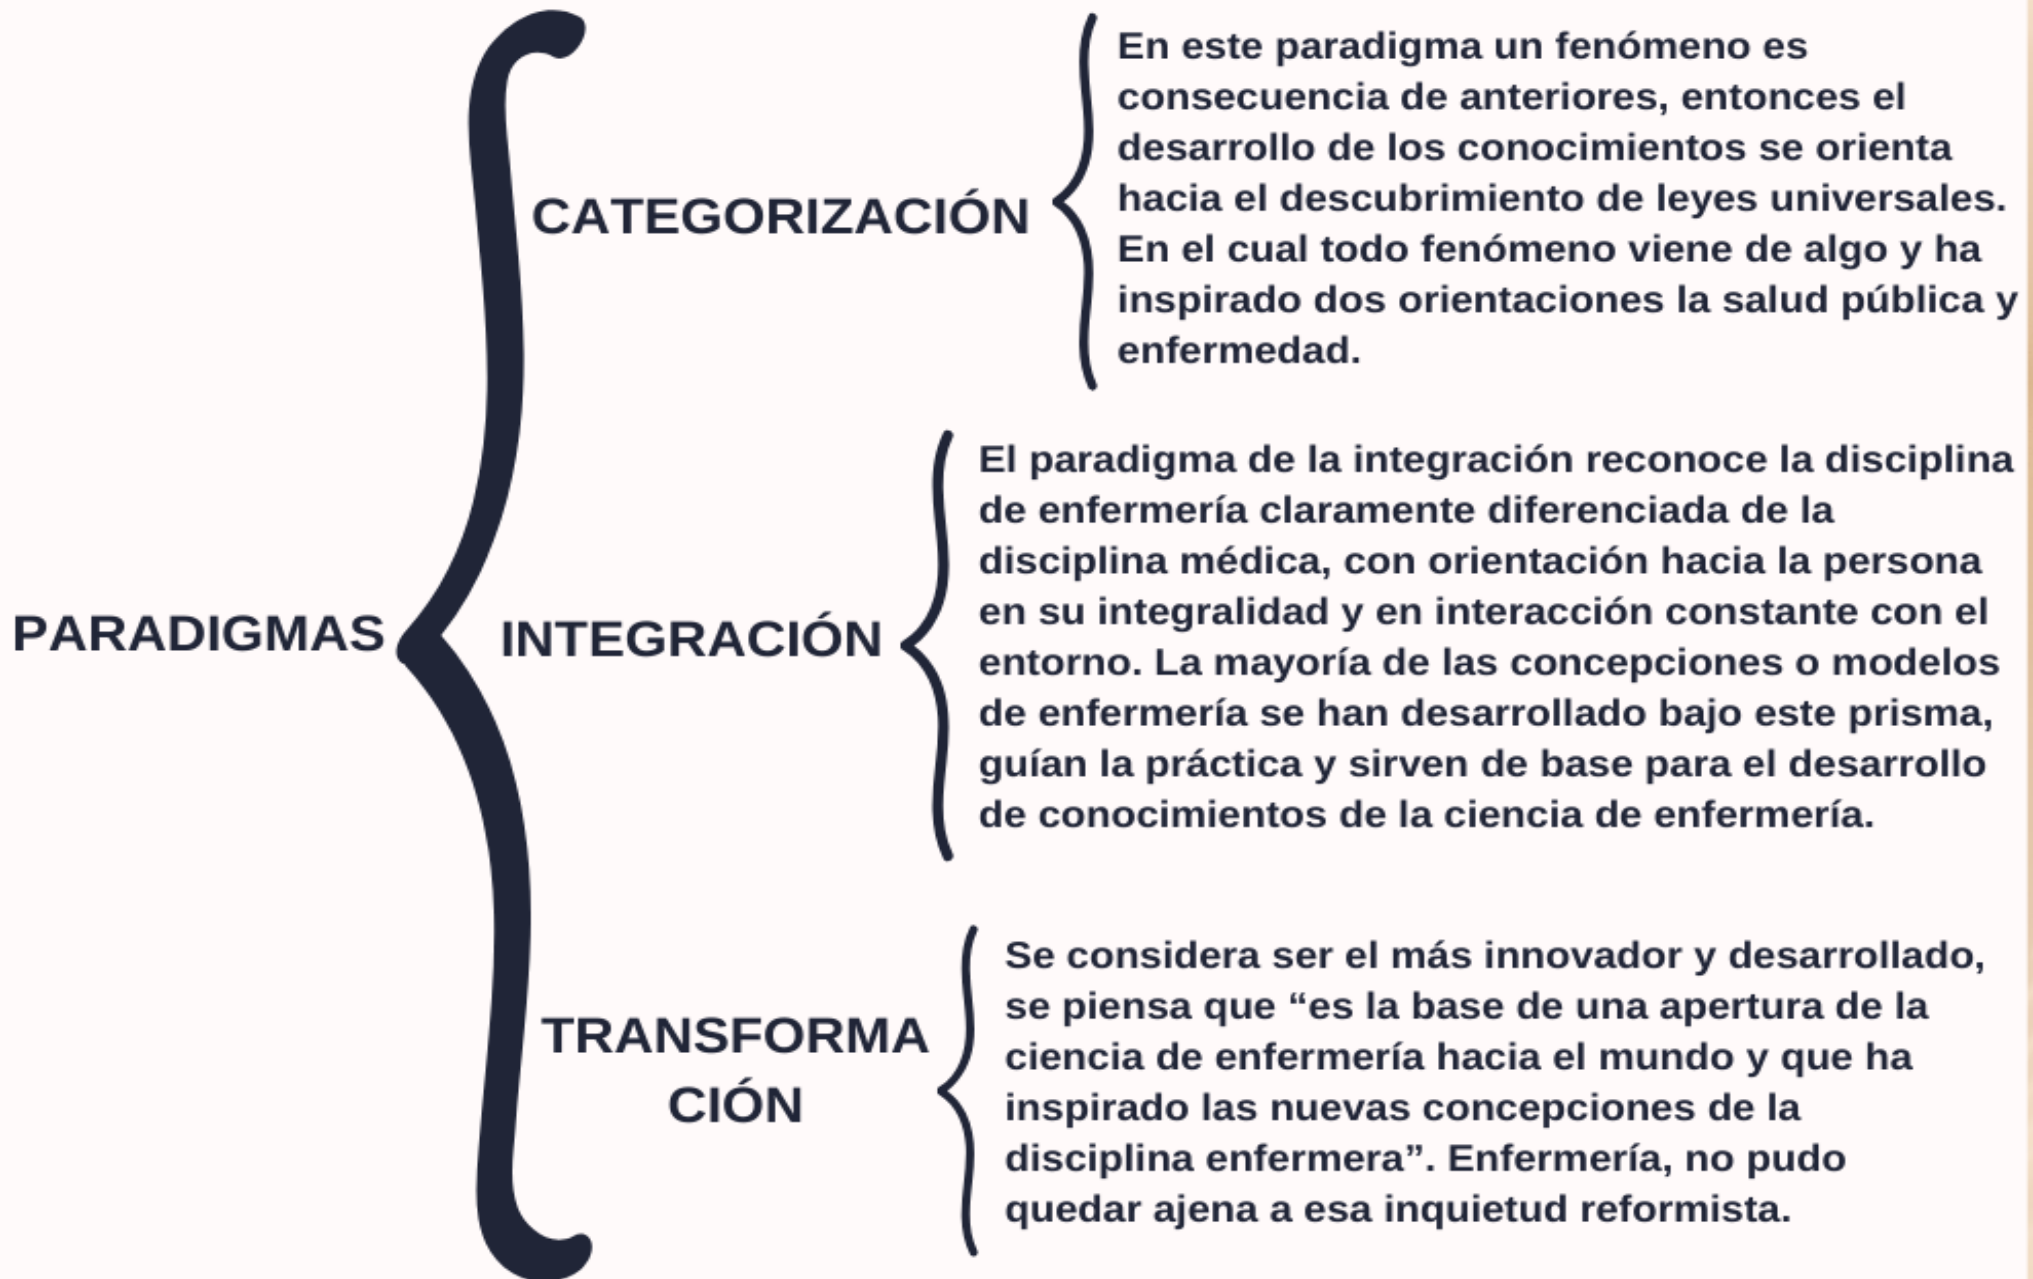 PARADIGMAS
CATEGORIZACIÓN
En este paradigma un fenómeno es
consecuencia de anteriores, entonces el
desarrollo de los conocimientos se orienta
hacia el descubrimiento de leyes universales.
En el cual todo fenómeno viene de algo y ha
inspirado dos orientaciones la salud pública y
enfermedad.
INTEGRACIÓN
El paradigma de la integración reconoce la disciplina
de enfermería claramente diferenciada de la
disciplina médica, con orientación hacia la persona
en su integralidad y en interacción constante con el
entorno. La mayoría de las concepciones o modelos
de enfermería se han desarrollado bajo este prisma,
guían la práctica y sirven de base para el desarrollo
de conocimientos de la ciencia de enfermería.
TRANSFORMA
CIÓN
Se considera ser el más innovador y desarrollado,
se piensa que “es la base de una apertura de la
ciencia de enfermería hacia el mundo y que ha
inspirado las nuevas concepciones de la
disciplina enfermera”. Enfermería, no pudo
quedar ajena a esa inquietud reformista.